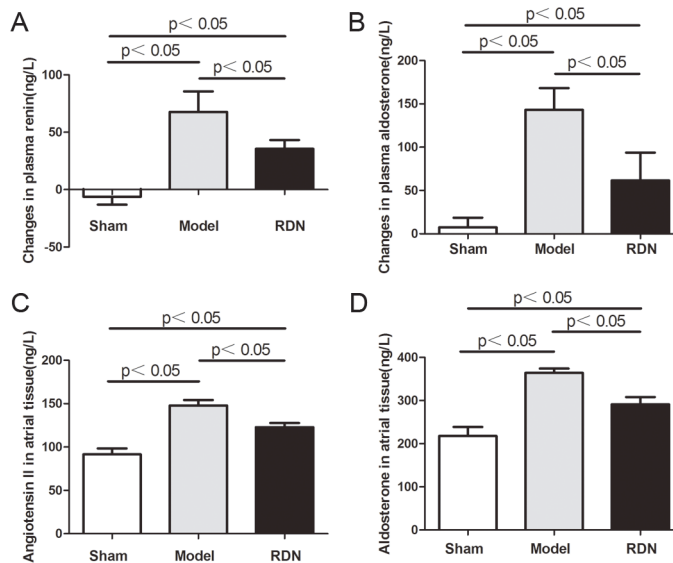 A
p< 0.05
p< 0.05
p< 0.05
Changes in plasma renin(ng/L)
100
50
0
-50
Sham
Model
RDN
B
p< 0.05
p< 0.05
p< 0.05
Changes in plasma aldosterone(ng/L)
200
150
100
50
0
Sham
Model
RDN
C
p< 0.05
p< 0.05
p< 0.05
Angiotensin II in atrial tissue(ng/L)
200
150
100
50
0
Sham
Model
RDN
D
p< 0.05
p< 0.05
p< 0.05
Aldosterone in atrial tissue(ng/L)
400
300
200
0
Sham
Model
RDN